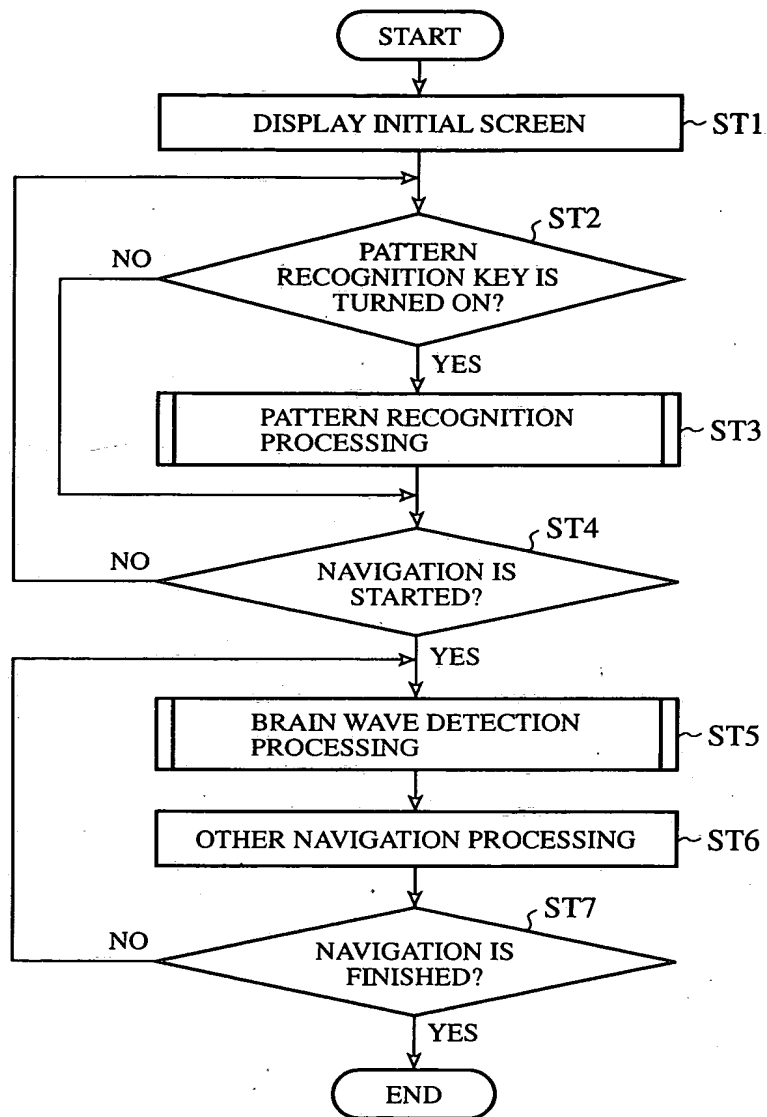 START
DISPLAY INITIAL SCREEN
ST1
ST2
PATTERN
RECOGNITION KEY IS
TURNED ON?
NO
YES
PATTERN RECOGNITION
PROCESSING
ST3
ST4
NAVIGATION IS
STARTED?
NO
YES
BRAIN WAVE DETECTION
PROCESSING
ST5
OTHER NAVIGATION PROCESSING
ST6
ST7
NAVIGATION IS
FINISHED?
NO
YES
END